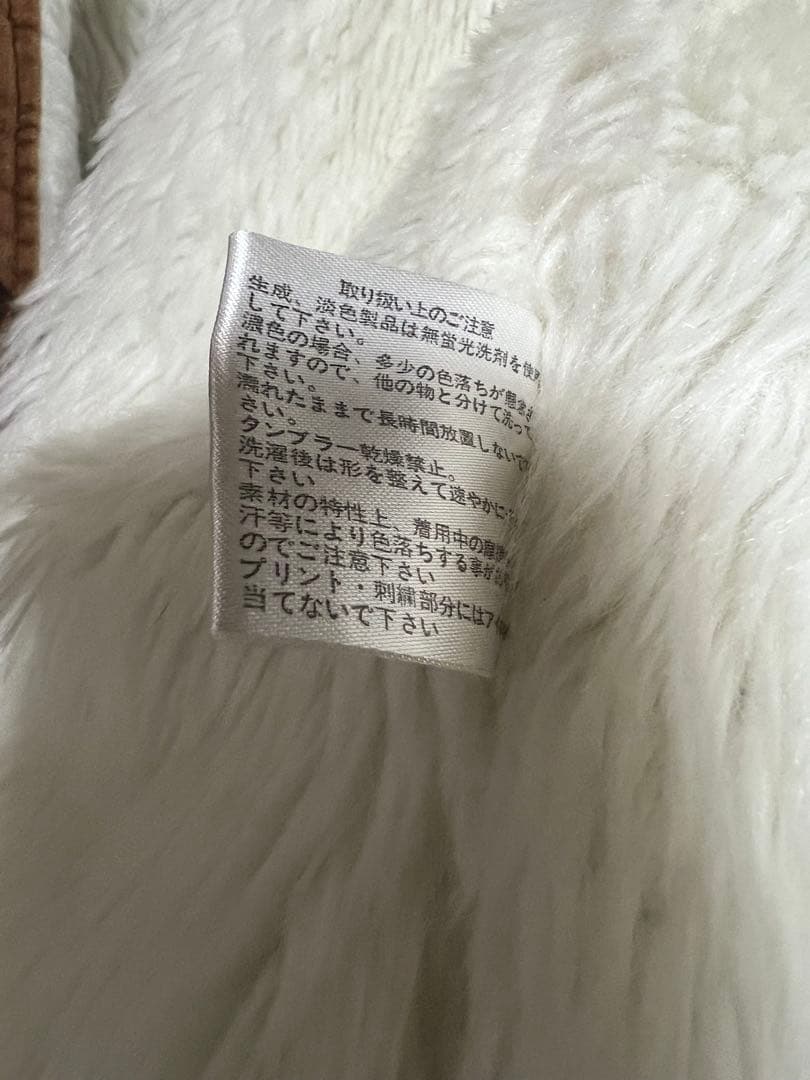 取り扱い上のご注意
生成、淡色製品は無蛍光洗剤を使用
して下さい。
濃色の場合、多少の色落ちが懸念さ
れますので、他の物と分けて洗って
下さい。
濡れたままで長時間放置しないで下
さい。
タンブラー乾燥禁止。
洗濯後は形を整えて速やかに
下さい
素材の特性上、着用中の摩擦
汗等により色落ちする事が
のでご注意下さい
プリント・刺繍部分にはアイ
当てないで下さい